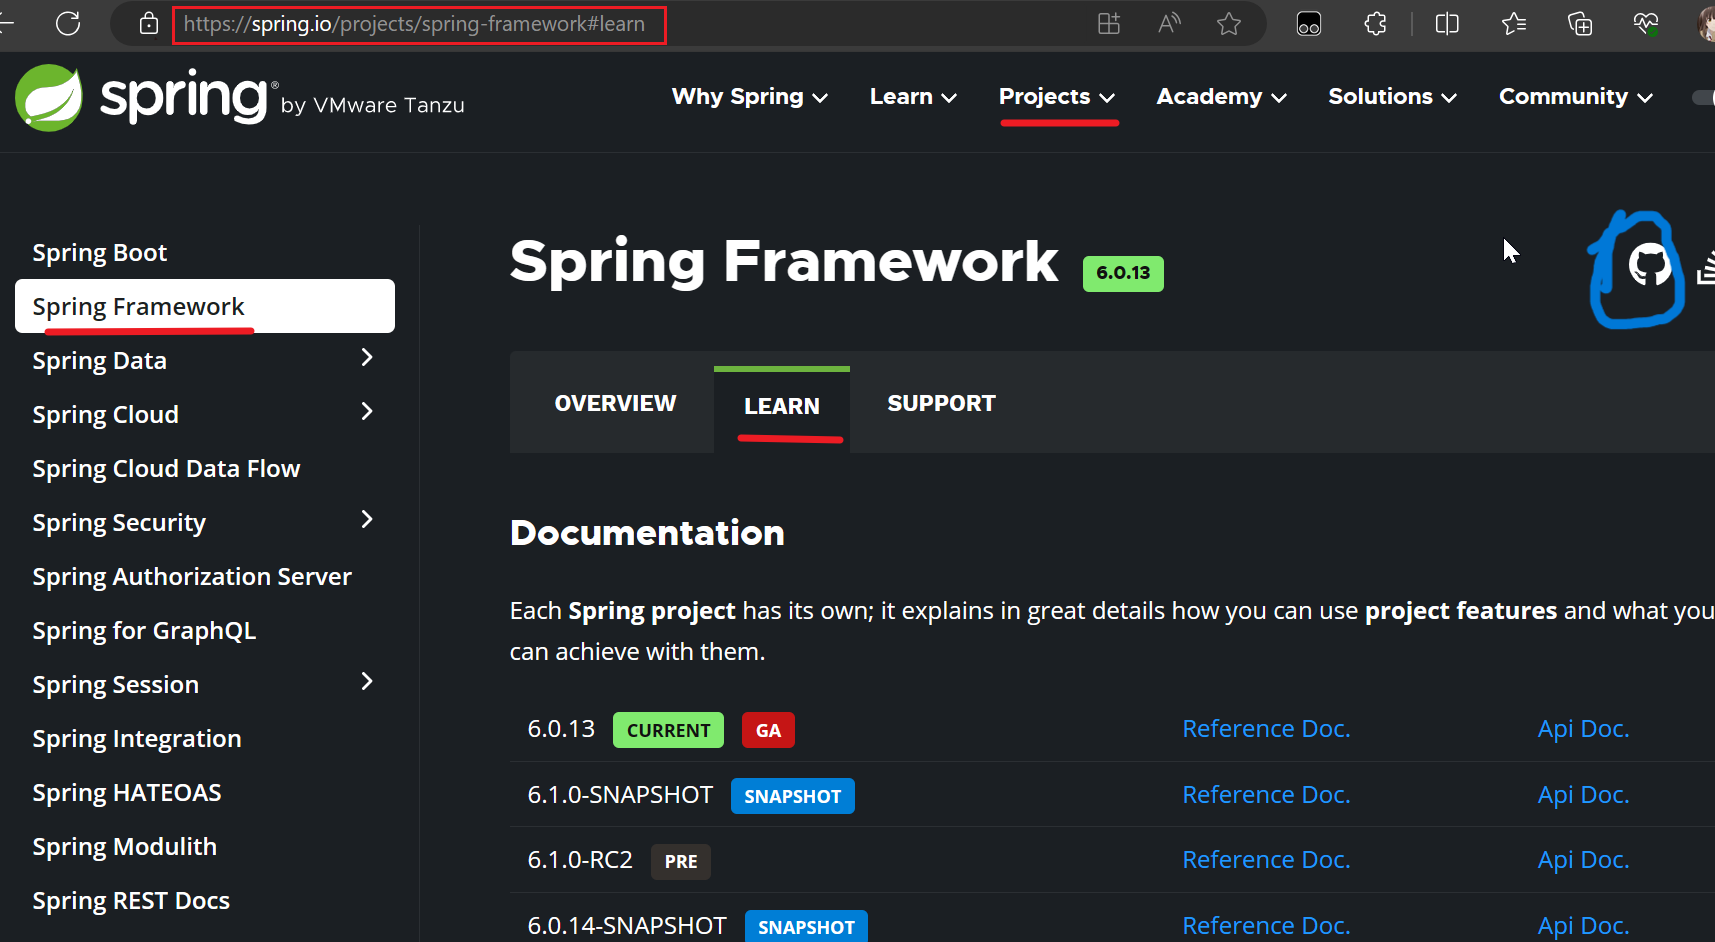 https://spring.io/projects/spring-framework#learn
spring® by VMware Tanzu
Why Spring
Learn
Projects
Academy
Solutions
Community
Spring Boot
Spring Framework
Spring Data
Spring Cloud
Spring Cloud Data Flow
Spring Security
Spring Authorization Server
Spring for GraphQL
Spring Session
Spring Integration
Spring HATEOAS
Spring Modulith
Spring REST Docs
Spring Framework 6.0.13
OVERVIEW
LEARN
SUPPORT
Documentation
Each Spring project has its own; it explains in great details how you can use project features and what you
can achieve with them.
6.0.13 CURRENT GA Reference Doc. Api Doc.
6.1.0-SNAPSHOT SNAPSHOT Reference Doc. Api Doc.
6.1.0-RC2 PRE Reference Doc. Api Doc.
6.0.14-SNAPSHOT SNAPSHOT Reference Doc. Api Doc.